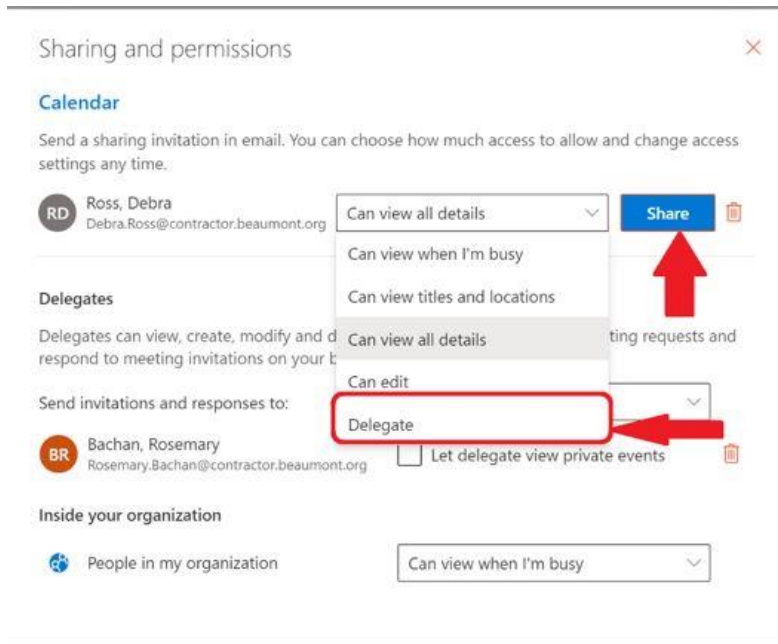 Sharing and permissions
Calendar
Send a sharing invitation in email. You can choose how much access to allow and change access
settings any time.
RD
Ross, Debra
Debra.Ross@contractor.beaumont.org
Can view all details
Share
Can view when I'm busy
Can view titles and locations
Can view all details
Can edit
Delegate
Delegates
Delegates can view, create, modify and d
ting requests and
respond to meeting invitations on your b
Send invitations and responses to:
BR
Bachan, Rosemary
Rosemary.Bachan@contractor.beaumont.org
Let delegate view private events
Inside your organization
People in my organization
Can view when I'm busy